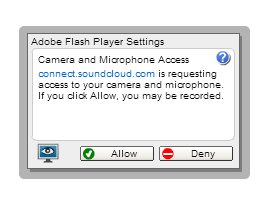 Adobe Flash Player Settings
Camera and Microphone Access
connect.soundcloud.com is requesting
access to your camera and microphone.
If you click Allow, you may be recorded.
Allow
Deny